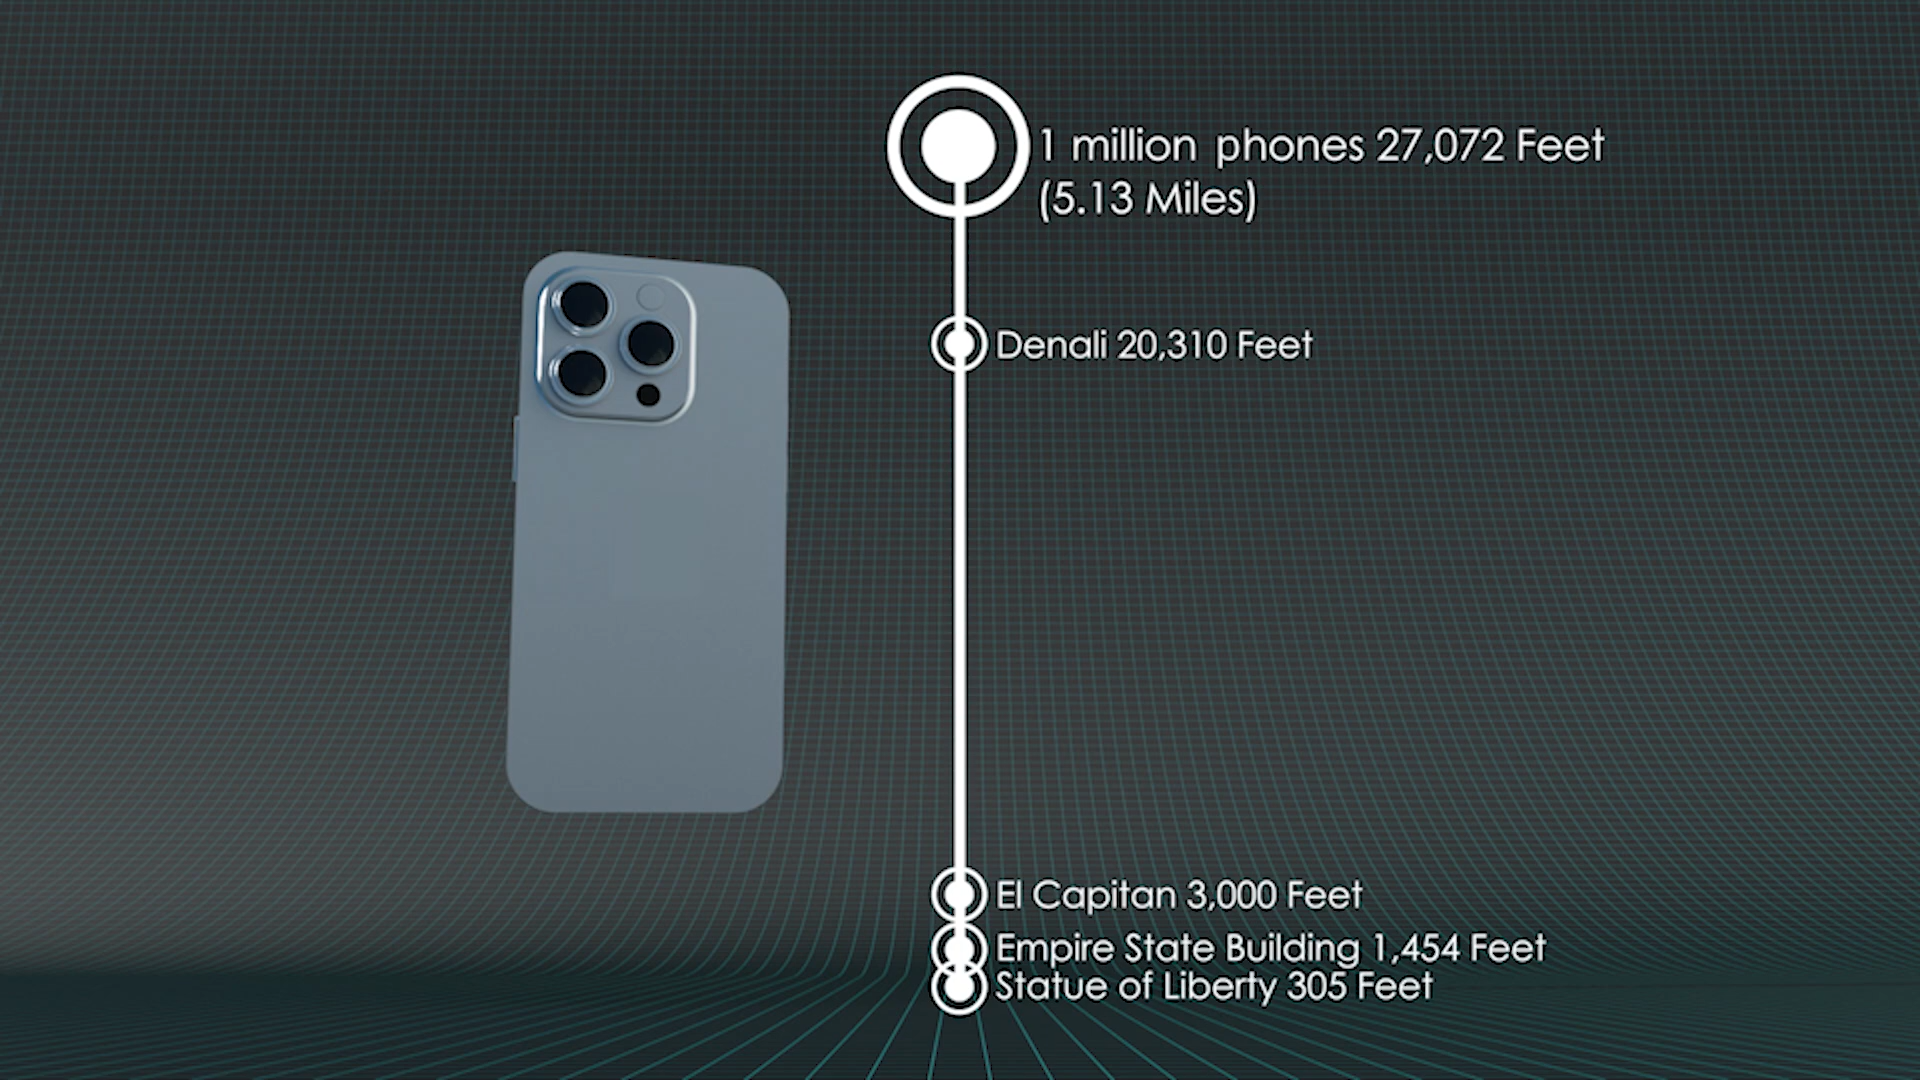 1 million phones 27,072 Feet
(5.13 Miles)
Denali 20,310 Feet
El Capitan 3,000 Feet
Empire State Building 1,454 Feet
Statue of Liberty 305 Feet